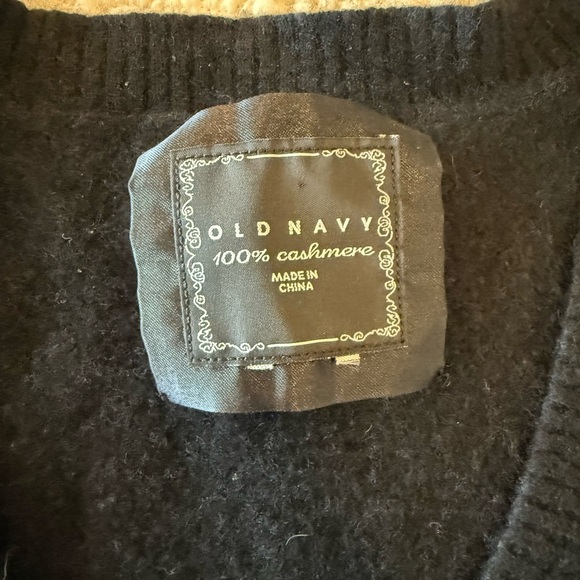 OLD NAVY
100% cashmere
MADE IN
CHINA